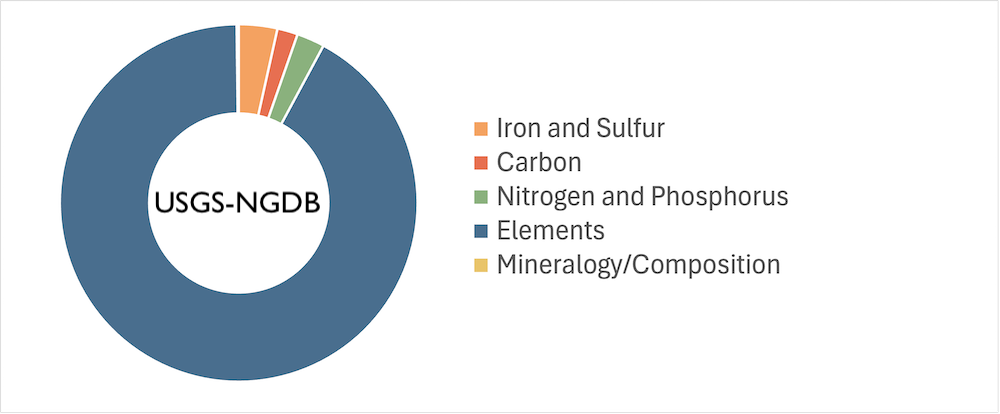 USGS-NGDB
Iron and Sulfur
Carbon
Nitrogen and Phosphorus
Elements
Mineralogy/Composition